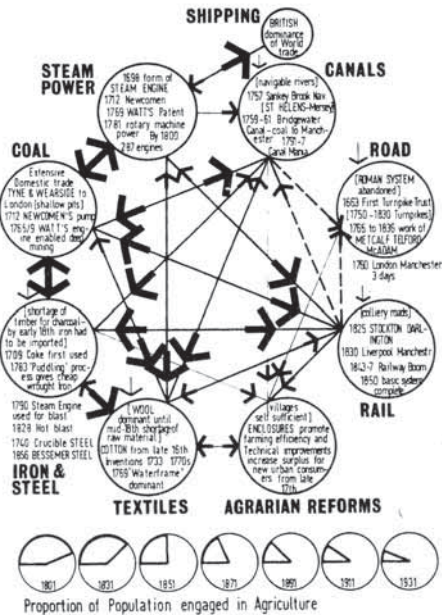 SHIPPING
BRITISH
dominance
of World
trade
STEAM
POWER
1698 form of
STEAM ENGINE
1712 Newcomen
1769 WATT'S Patent
1781 rotary machine
power By 1800
287 engines
CANALS
[navigable rivers]
1757 Sankey Brook Nav
[ST HELENS-Mersey]
1759-61 Bridgewater
Canal-coal to Manch-
ester 1791-7
Canal Mania
COAL
Extensive
Domestic trade
TYNE & WEARSIDE to
London [shallow pits]
1712 NEWCOMEN'S pump
1765/9 WATT'S eng-
ine enabled deep
mining
ROAD
[ROMAN SYSTEM
abandoned]
1663 First Turnpike Trust
[1750-1830 Turnpikes]
1765 to 1836 work of
METCALF TELFORD
McADAM
1760 London Manchester
3 days
[shortage of
timber for charcoal-
by early 18th iron had
to be imported]
1709 Coke first used
1783 'Puddling' proc-
ess gives cheap
wrought Iron
1790 Steam Engine
used for blast
1828 Hot blast
1740 Crucible STEEL
1856 BESSEMER STEEL
IRON &
STEEL
[colliery roads]
1825 STOCKTON DARL-
INGTON
1830 Liverpool Manchestr
1843-7 Railway Boom
1850 basic system
complete
RAIL
[WOOL
dominant until
mid-18th shortage of
raw material]
COTTON from late 16th
Inventions 1733 1770s
1769 'Waterframe'
dominant
TEXTILES
[villages
self sufficient]
ENCLOSURES promote
farming efficiency and
Technical improvements
increase surplus for
new urban consum-
ers from late
17th
AGRARIAN REFORMS
1801 1831 1851 1871 1891 1911 1931
Proportion of Population engaged in Agriculture